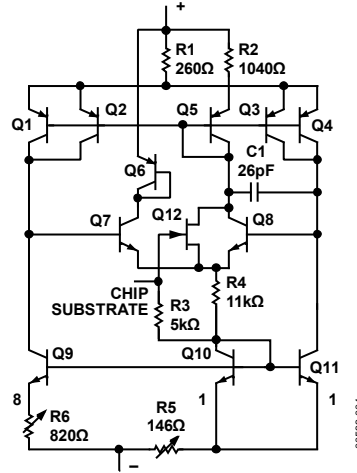 +
R1
260Ω
R2
1040Ω
Q1
Q2
Q5
Q3
Q4
C1
26pF
Q6
Q7
Q12
Q8
CHIP
SUBSTRATE
R3
5kΩ
R4
11kΩ
Q9
Q10
Q11
8
1
1
R6
820Ω
R5
146Ω
–